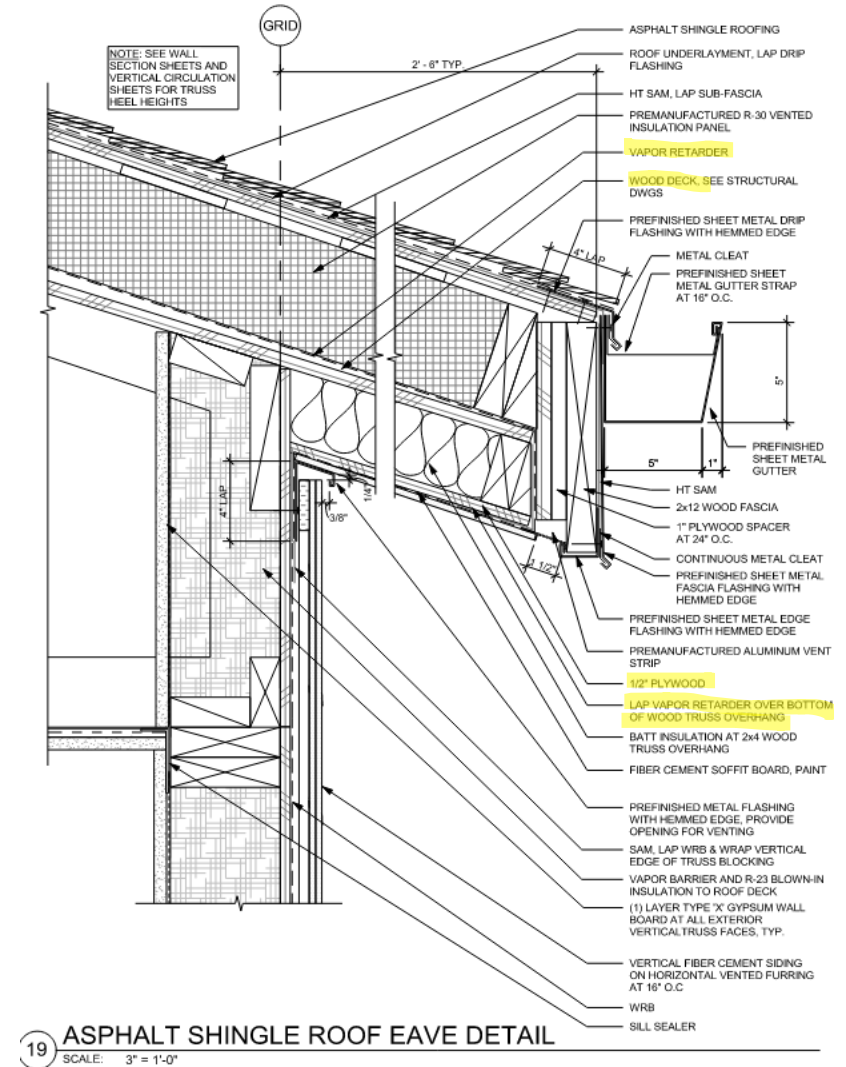 GRID
NOTE: SEE WALL
SECTION SHEETS AND
VERTICAL CIRCULATION
SHEETS FOR TRUSS
HEEL HEIGHTS
2' - 6" TYP.
ASPHALT SHINGLE ROOFING
ROOF UNDERLAYMENT, LAP DRIP
FLASHING
HT SAM, LAP SUB-FASCIA
PREMANUFACTURED R-30 VENTED
INSULATION PANEL
VAPOR RETARDER
WOOD DECK, SEE STRUCTURAL
DWGS
PREFINISHED SHEET METAL DRIP
FLASHING WITH HEMMED EDGE
4" LAP
METAL CLEAT
PREFINISHED SHEET
METAL GUTTER STRAP
AT 16" O.C.
5"
PREFINISHED
SHEET METAL
GUTTER
5"
1"
HT SAM
2x12 WOOD FASCIA
1" PLYWOOD SPACER
AT 24" O.C.
CONTINUOUS METAL CLEAT
PREFINISHED SHEET METAL
FASCIA FLASHING WITH
HEMMED EDGE
4" LAP
1/4"
3/8"
1 1/2"
PREFINISHED SHEET METAL EDGE
FLASHING WITH HEMMED EDGE
PREMANUFACTURED ALUMINUM VENT
STRIP
1/2" PLYWOOD
LAP VAPOR RETARDER OVER BOTTOM
OF WOOD TRUSS OVERHANG
BATT INSULATION AT 2x4 WOOD
TRUSS OVERHANG
FIBER CEMENT SOFFIT BOARD, PAINT
PREFINISHED METAL FLASHING
WITH HEMMED EDGE, PROVIDE
OPENING FOR VENTING
SAM, LAP WRB & WRAP VERTICAL
EDGE OF TRUSS BLOCKING
VAPOR BARRIER AND R-23 BLOWN-IN
INSULATION TO ROOF DECK
(1) LAYER TYPE 'X' GYPSUM WALL
BOARD AT ALL EXTERIOR
VERTICALTRUSS FACES, TYP.
VERTICAL FIBER CEMENT SIDING
ON HORIZONTAL VENTED FURRING
AT 16" O.C
WRB
SILL SEALER
19
ASPHALT SHINGLE ROOF EAVE DETAIL
SCALE: 3" = 1'-0"